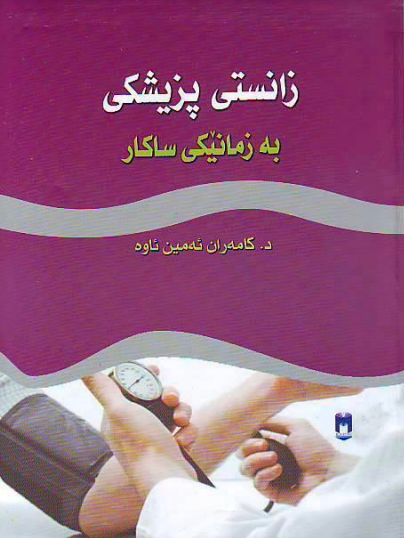 زانستی پزیشکی
بە زمانێکی ساکار
د. کامەران ئەمین ئاوە